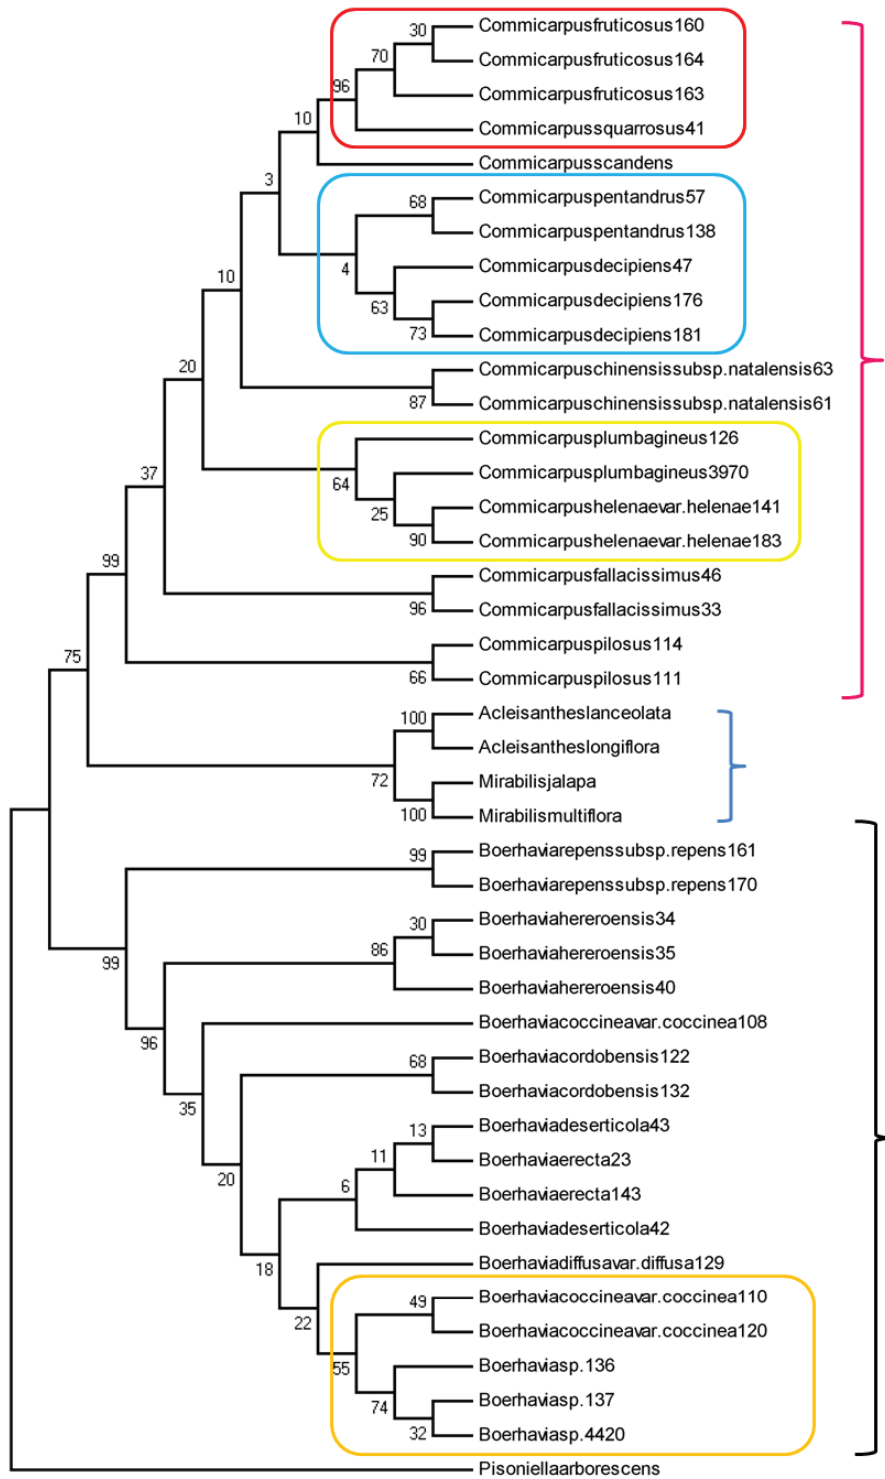 30
Commicarpusfruticosus160
Commicarpusfruticosus164
70
Commicarpusfruticosus163
96
Commicarpussquarrosus41
10
Commicarpusscandens
3
68
Commicarpuspentandrus57
Commicarpuspentandrus138
4
Commicarpusdecipiens47
63
Commicarpusdecipiens176
73
Commicarpusdecipiens181
10
Commicarpuschinensissubsp.natalensis63
87
Commicarpuschinensissubsp.natalensis61
20
Commicarpusplumbagineus126
64
Commicarpusplumbagineus3970
25
Commicarpushelenaevar.helenae141
90
Commicarpushelenaevar.helenae183
37
Commicarpusfallacissimus46
96
Commicarpusfallacissimus33
99
Commicarpuspilosus114
66
Commicarpuspilosus111
75
100
Acleisantheslanceolata
Acleisantheslongiflora
72
Mirabilisjalapa
100
Mirabilismultiflora
99
Boerhaviarepenssubsp.repens161
Boerhaviarepenssubsp.repens170
30
Boerhaviahereroensis34
86
Boerhaviahereroensis35
99
Boerhaviahereroensis40
96
Boerhaviacoccineavar.coccinea108
68
Boerhaviacordobensis122
35
Boerhaviacordobensis132
13
Boerhaviadeserticola43
11
Boerhaviaerecta23
20
6
Boerhaviaerecta143
Boerhaviadeserticola42
18
Boerhaviadiffusavar.diffusa129
49
Boerhaviacoccineavar.coccinea110
22
Boerhaviacoccineavar.coccinea120
55
Boerhaviasp.136
74
Boerhaviasp.137
32
Boerhaviasp.4420
Pisoniellaarborescens